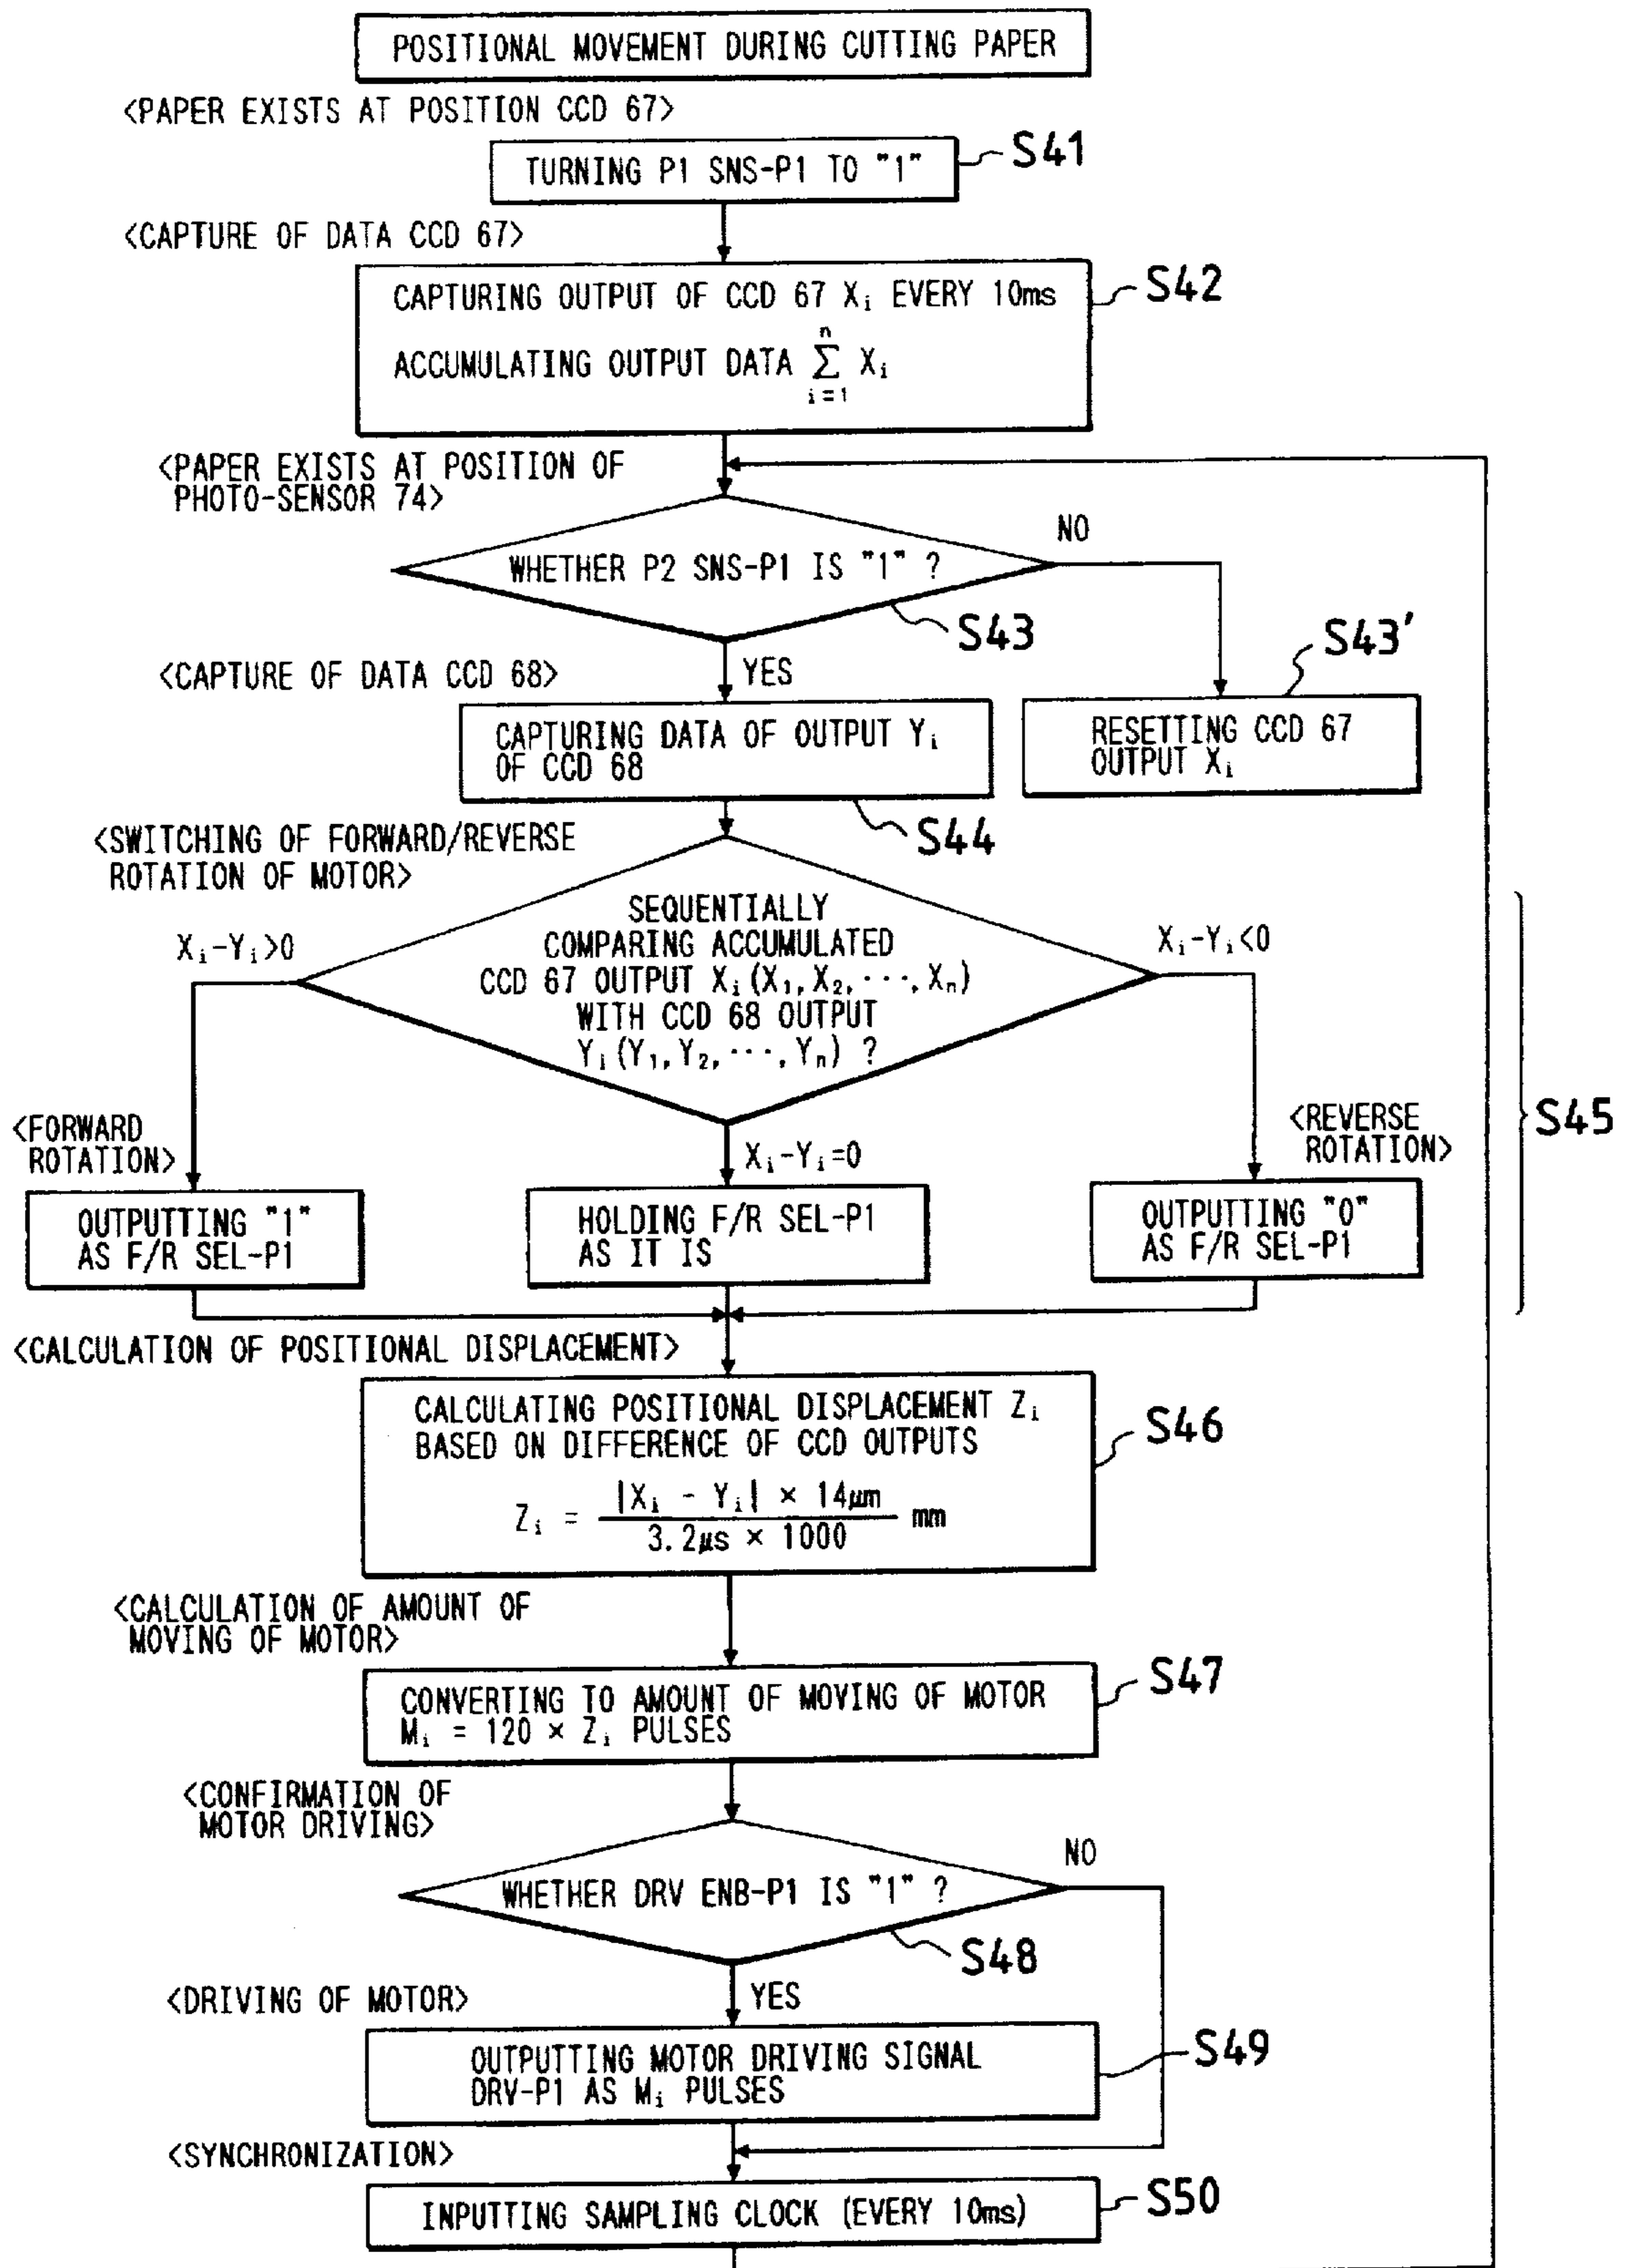 POSITIONAL MOVEMENT DURING CUTTING PAPER
<PAPER EXISTS AT POSITION CCD 67>
TURNING P1 SNS-P1 TO "1"
S41
<CAPTURE OF DATA CCD 67>
CAPTURING OUTPUT OF CCD 67 Xi EVERY 10ms
S42
ACCUMULATING OUTPUT DATA n Σ i=1 Xi
<PAPER EXISTS AT POSITION OF
PHOTO-SENSOR 74>
NO
WHETHER P2 SNS-P1 IS "1" ?
S43
S43'
YES
<CAPTURE OF DATA CCD 68>
CAPTURING DATA OF OUTPUT Yi
OF CCD 68
RESETTING CCD 67
OUTPUT Xi
S44
<SWITCHING OF FORWARD/REVERSE
ROTATION OF MOTOR>
SEQUENTIALLY
COMPARING ACCUMULATED
CCD 67 OUTPUT Xi(X1,X2,···,Xn)
WITH CCD 68 OUTPUT
Yi(Y1,Y2,···,Yn) ?
Xi-Yi>0
Xi-Yi<0
<FORWARD
ROTATION>
Xi-Yi=0
<REVERSE
ROTATION>
S45
OUTPUTTING "1"
AS F/R SEL-P1
HOLDING F/R SEL-P1
AS IT IS
OUTPUTTING "0"
AS F/R SEL-P1
<CALCULATION OF POSITIONAL DISPLACEMENT>
CALCULATING POSITIONAL DISPLACEMENT Zi
BASED ON DIFFERENCE OF CCD OUTPUTS
S46
|Xi - Yi| × 14μm
Zi = mm
3.2μs × 1000
<CALCULATION OF AMOUNT OF
MOVING OF MOTOR>
S47
CONVERTING TO AMOUNT OF MOVING OF MOTOR
Mi = 120 × Zi PULSES
<CONFIRMATION OF
MOTOR DRIVING>
NO
WHETHER DRV ENB-P1 IS "1" ?
S48
YES
<DRIVING OF MOTOR>
OUTPUTTING MOTOR DRIVING SIGNAL
DRV-P1 AS Mi PULSES
S49
<SYNCHRONIZATION>
INPUTTING SAMPLING CLOCK (EVERY 10ms)
S50